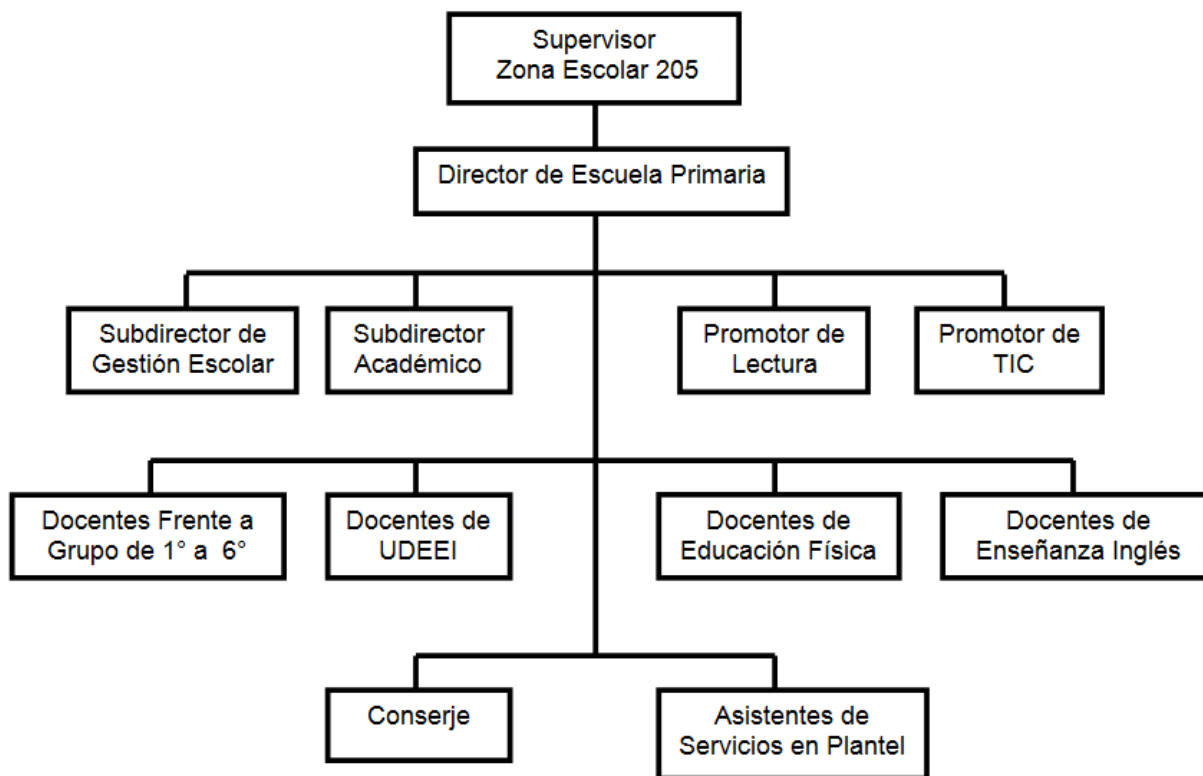 Supervisor
Zona Escolar 205
Director de Escuela Primaria
Subdirector de
Gestión Escolar
Subdirector
Académico
Promotor de
Lectura
Promotor de
TIC
Docentes Frente a
Grupo de 1° a 6°
Docentes de
UDEEI
Docentes de
Educación Física
Docentes de
Enseñanza Inglés
Conserje
Asistentes de
Servicios en Plantel